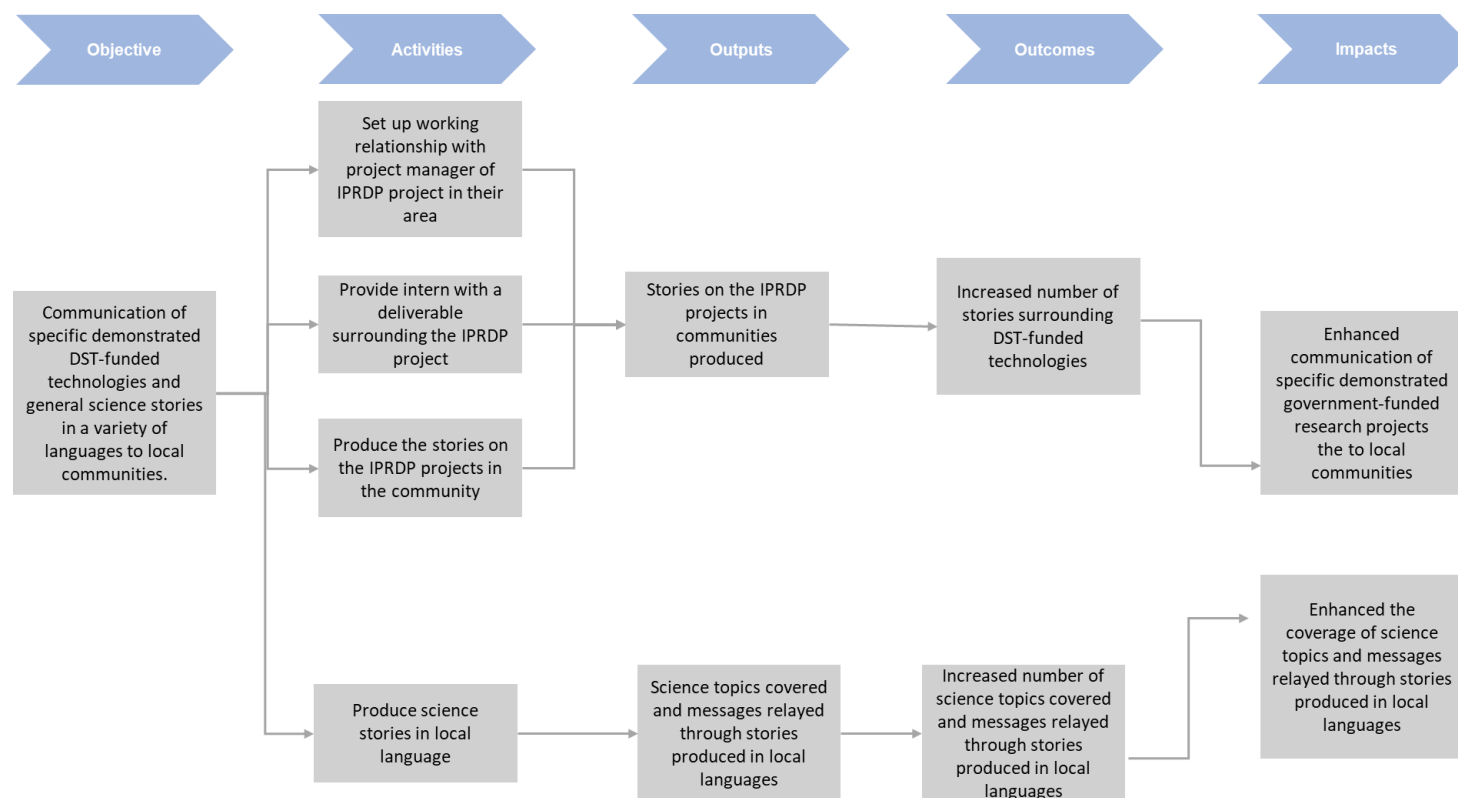 Objective
Activities
Outputs
Outcomes
Impacts
Communication of
specific demonstrated
DST-funded
technologies and
general science stories
in a variety of
languages to local
communities.
Set up working
relationship with
project manager of
IPRDP project in their
area
Provide intern with a
deliverable
surrounding the IPRDP
project
Produce the stories on
the IPRDP projects in
the community
Stories on the IPRDP
projects in
communities
produced
Increased number of
stories surrounding
DST-funded
technologies
Enhanced
communication of
specific demonstrated
government-funded
research projects
the to local
communities
Produce science
stories in local
language
Science topics covered
and messages relayed
through stories
produced in local
languages
Increased number of
science topics covered
and messages relayed
through stories
produced in local
languages
Enhanced the
coverage of science
topics and messages
relayed through stories
produced in local
languages